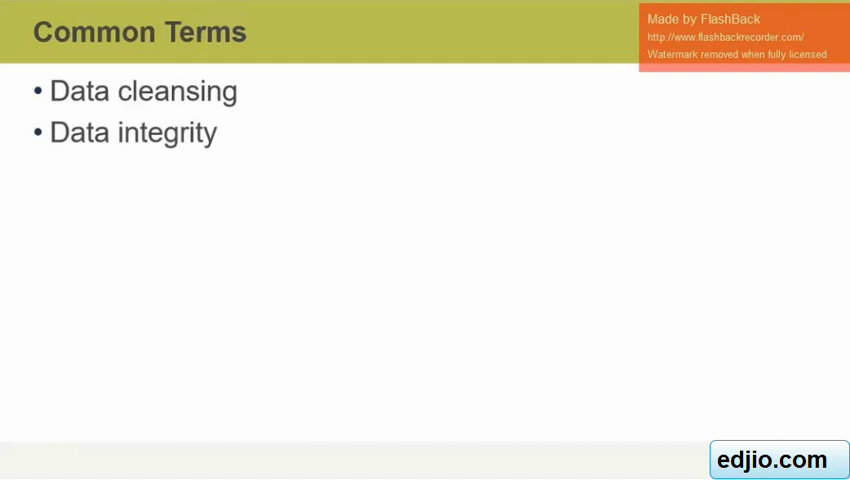 Common Terms
Made by FlashBack
http://www.flashbackrecorder.com/
Watermark removed when fully licensed
• Data cleansing
• Data integrity
edjio.com